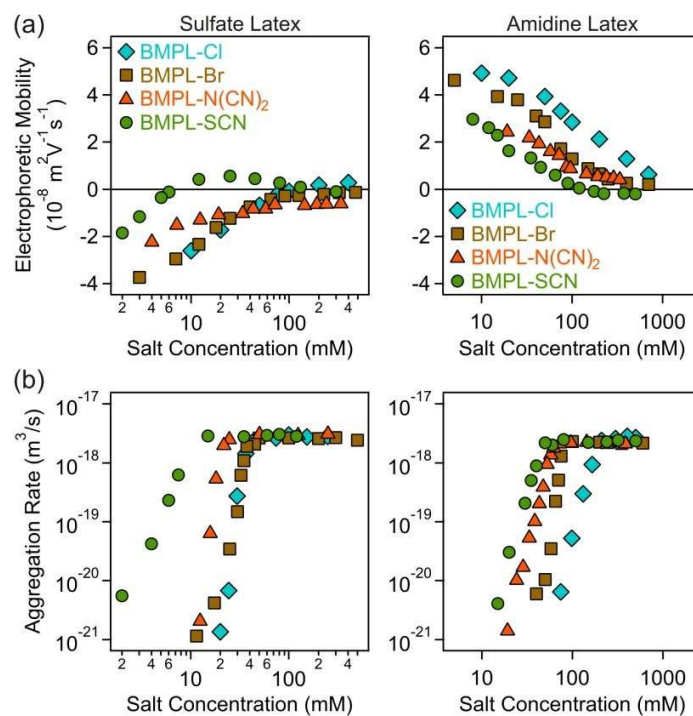 (a)
Sulfate Latex
Amidine Latex
Electrophoretic Mobility
(10⁻⁸ m²V⁻¹s⁻¹)
6
4
2
0
-2
-4
BMPL-Cl
BMPL-Br
BMPL-N(CN)₂
BMPL-SCN
2 4 6 10 2 4 6 100 2 4
Salt Concentration (mM)
6
4
2
0
-2
-4
BMPL-Cl
BMPL-Br
BMPL-N(CN)₂
BMPL-SCN
10 100 1000
Salt Concentration (mM)
(b)
Aggregation Rate (m³/s)
10⁻¹⁷
10⁻¹⁸
10⁻¹⁹
10⁻²⁰
10⁻²¹
2 4 6 10 2 4 6 100 2 4
Salt Concentration (mM)
10⁻¹⁷
10⁻¹⁸
10⁻¹⁹
10⁻²⁰
10⁻²¹
10 100 1000
Salt Concentration (mM)